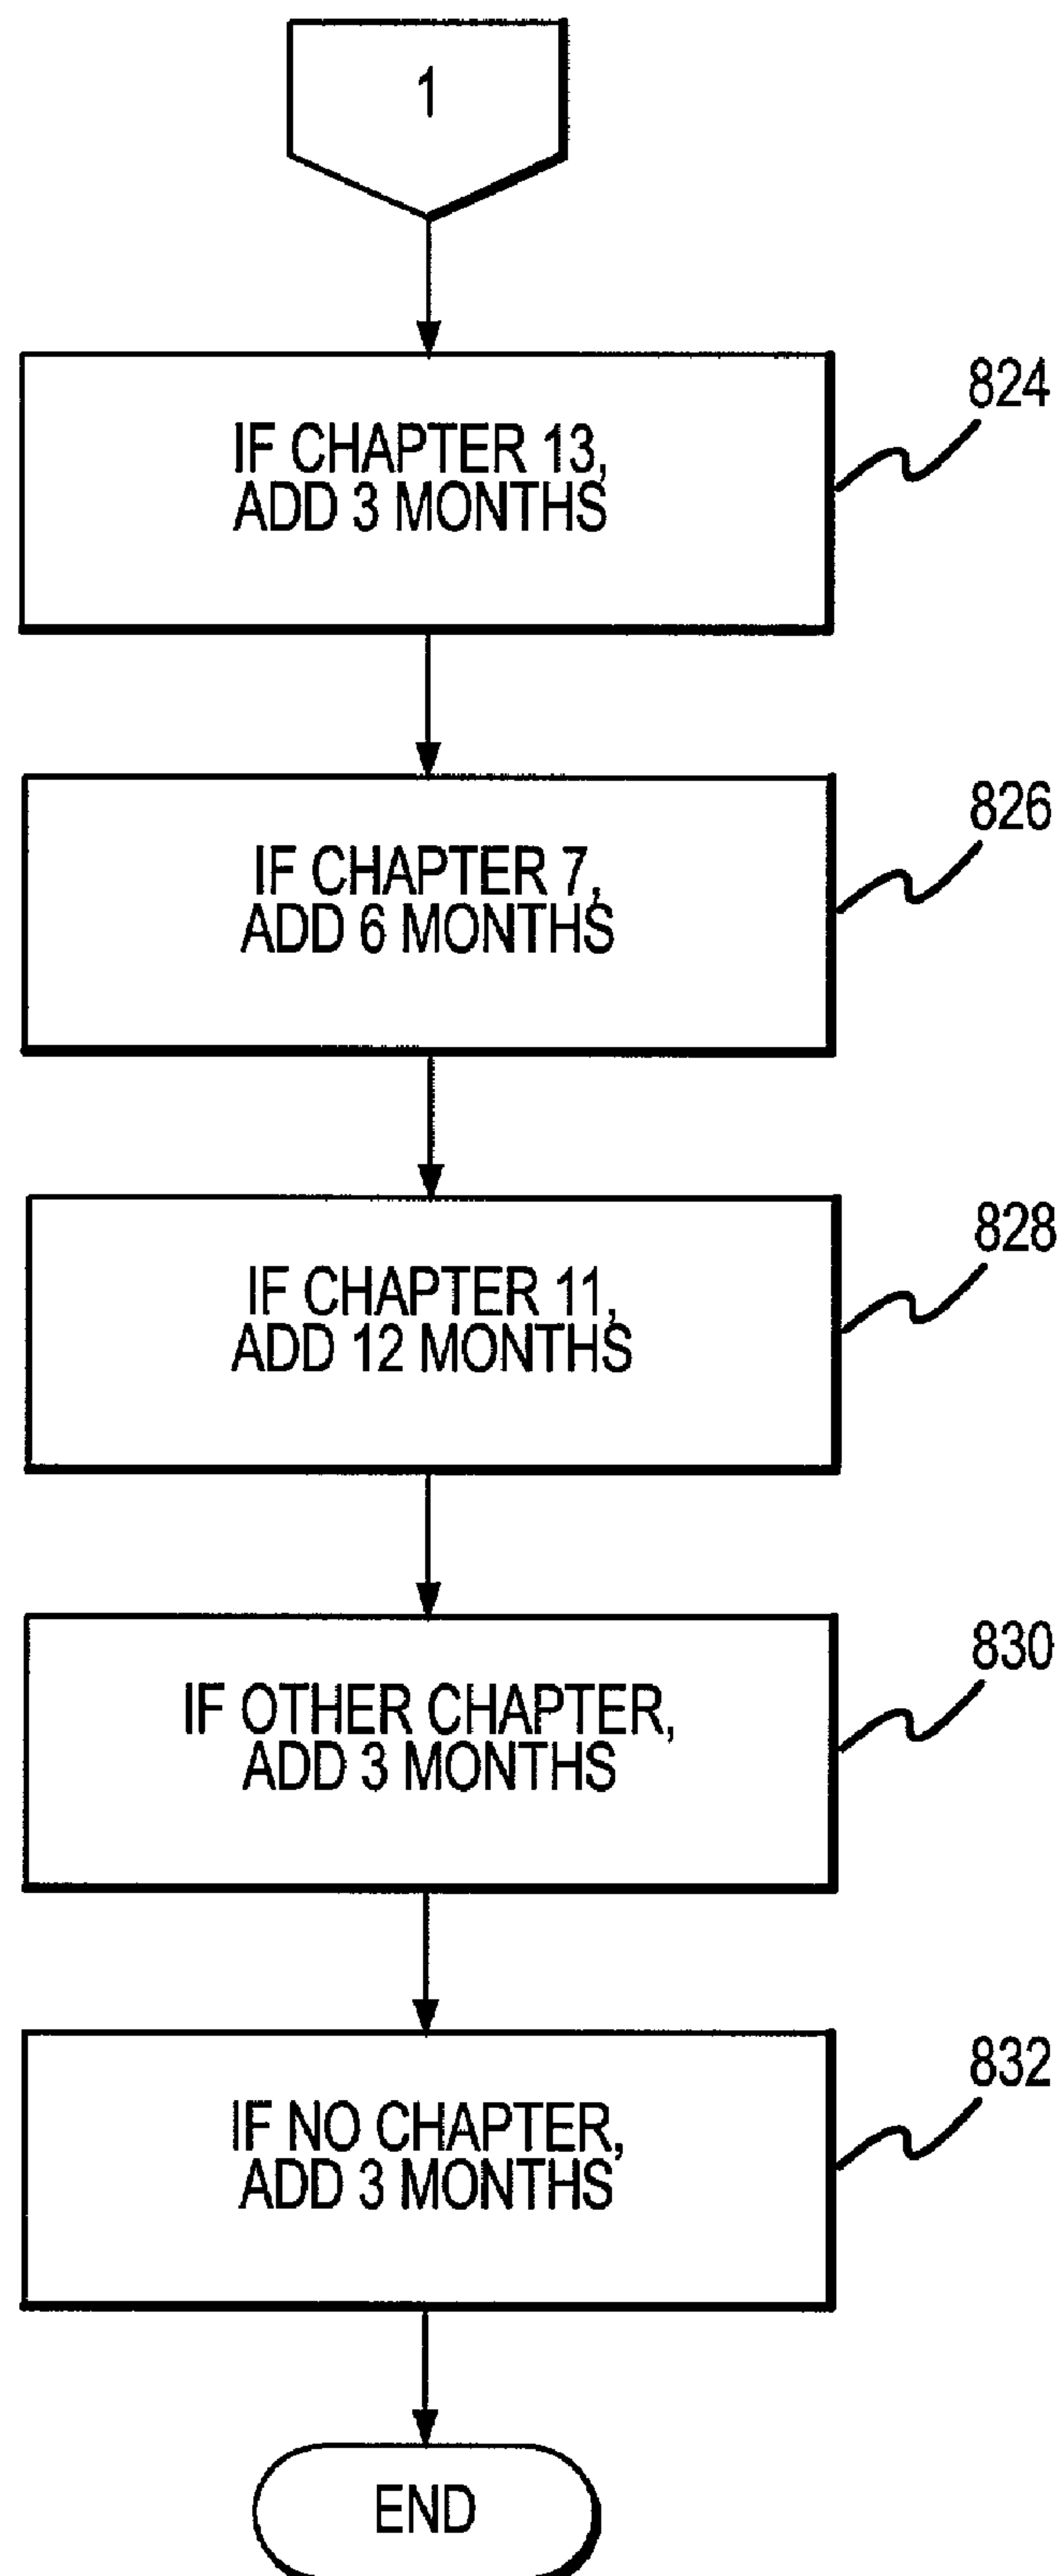 1
824
IF CHAPTER 13,
ADD 3 MONTHS
826
IF CHAPTER 7,
ADD 6 MONTHS
828
IF CHAPTER 11,
ADD 12 MONTHS
830
IF OTHER CHAPTER,
ADD 3 MONTHS
832
IF NO CHAPTER,
ADD 3 MONTHS
END